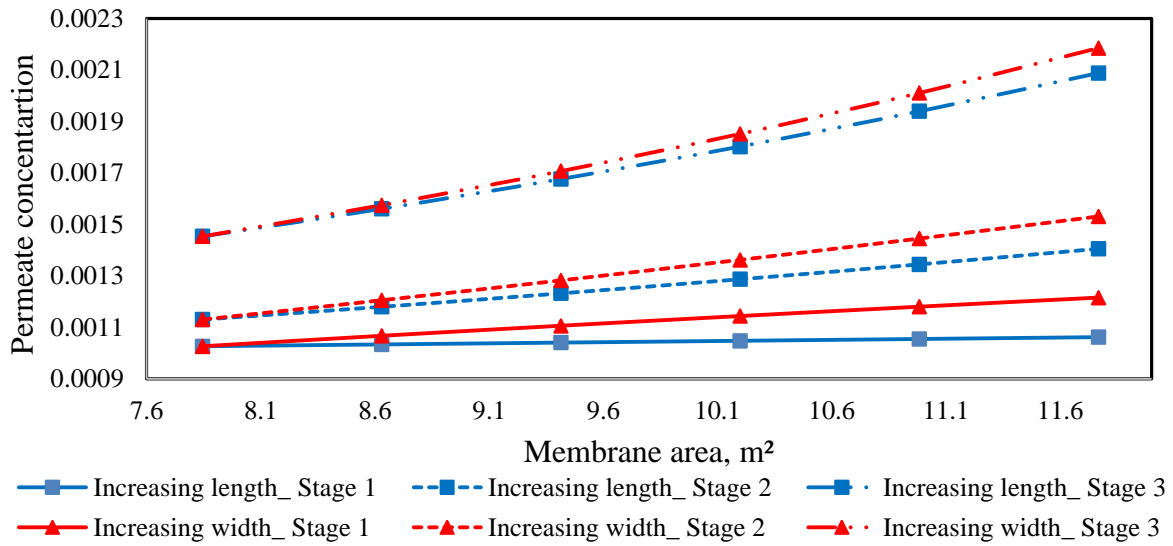 0.0023
0.0021
0.0019
0.0017
0.0015
0.0013
0.0011
0.0009
Permeate concentartion
7.6 8.1 8.6 9.1 9.6 10.1 10.6 11.1 11.6
Membrane area, m²
Increasing length_ Stage 1 Increasing length_ Stage 2 Increasing length_ Stage 3
Increasing width_ Stage 1 Increasing width_ Stage 2 Increasing width_ Stage 3